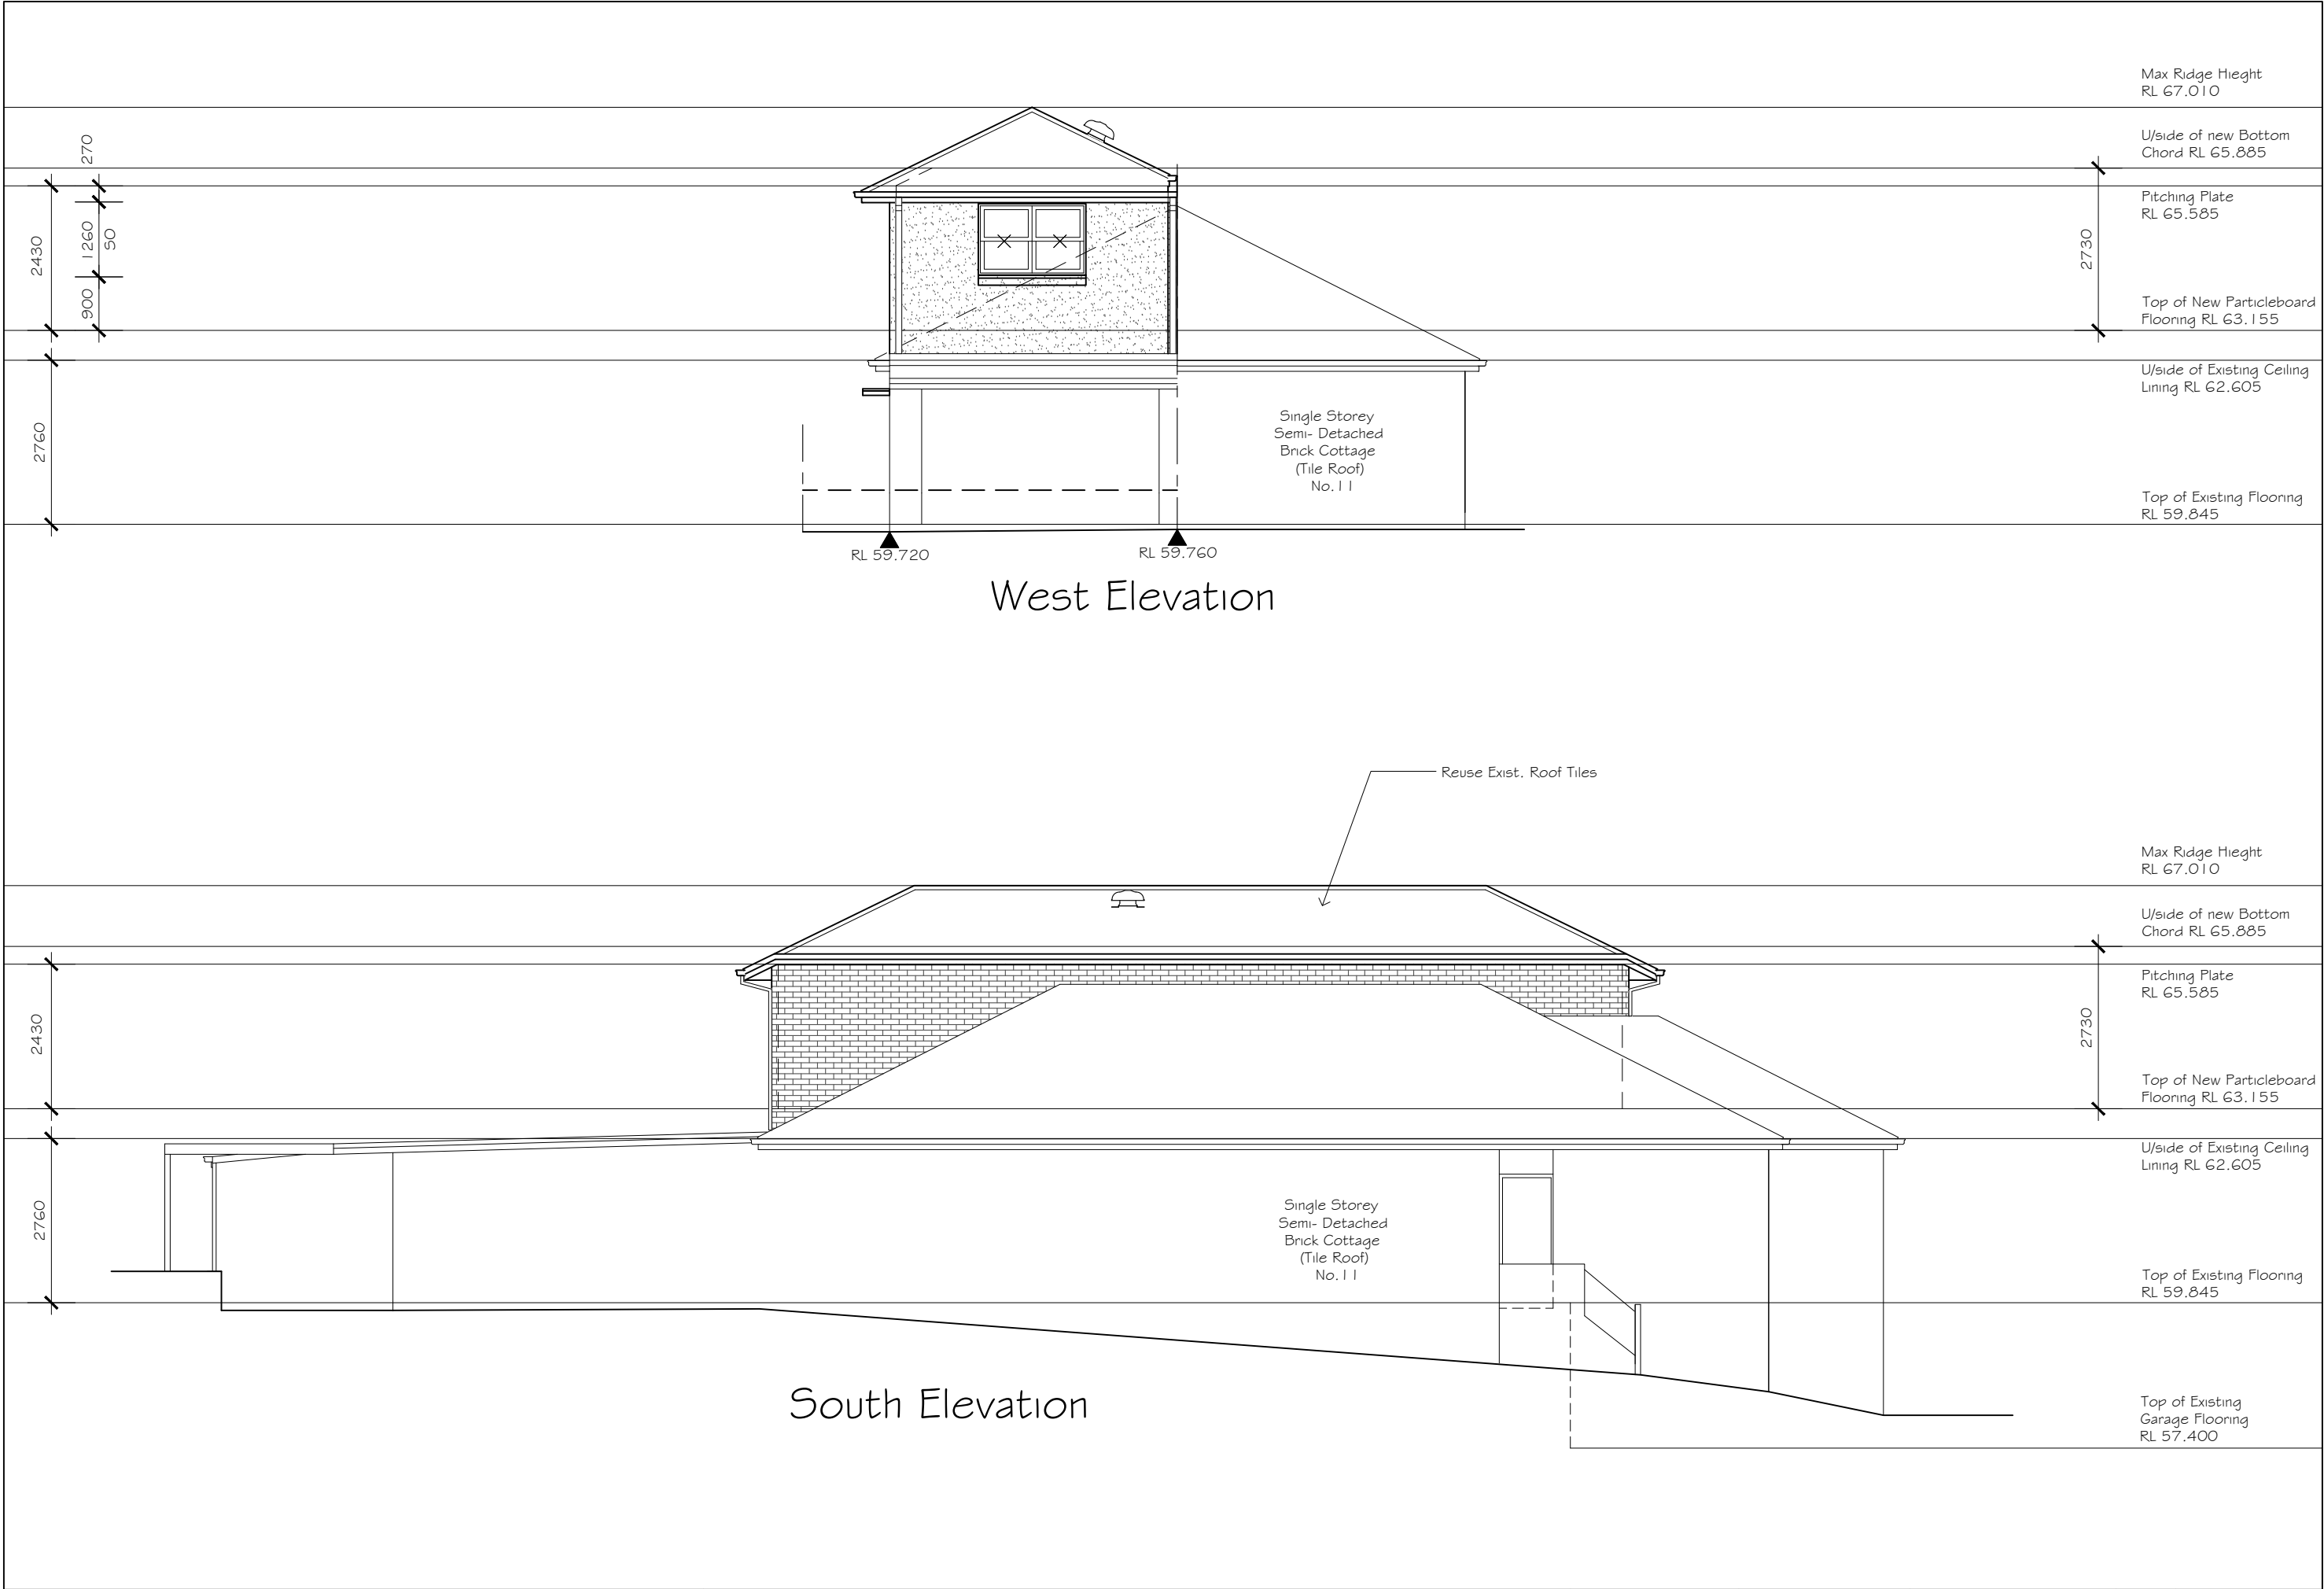 Max Ridge Hieght
RL 67.010
U/side of new Bottom
Chord RL 65.885
Pitching Plate
RL 65.585
Top of New Particleboard
Flooring RL 63.155
U/side of Existing Ceiling
Lining RL 62.605
Top of Existing Flooring
RL 59.845
270
1260
50
900
2430
2760
2730
Single Storey
Semi- Detached
Brick Cottage
(Tile Roof)
No.11
RL 59.720
RL 59.760
West Elevation
Reuse Exist. Roof Tiles
Max Ridge Hieght
RL 67.010
U/side of new Bottom
Chord RL 65.885
Pitching Plate
RL 65.585
Top of New Particleboard
Flooring RL 63.155
U/side of Existing Ceiling
Lining RL 62.605
Top of Existing Flooring
RL 59.845
Top of Existing
Garage Flooring
RL 57.400
2430
2760
2730
Single Storey
Semi- Detached
Brick Cottage
(Tile Roof)
No.11
South Elevation